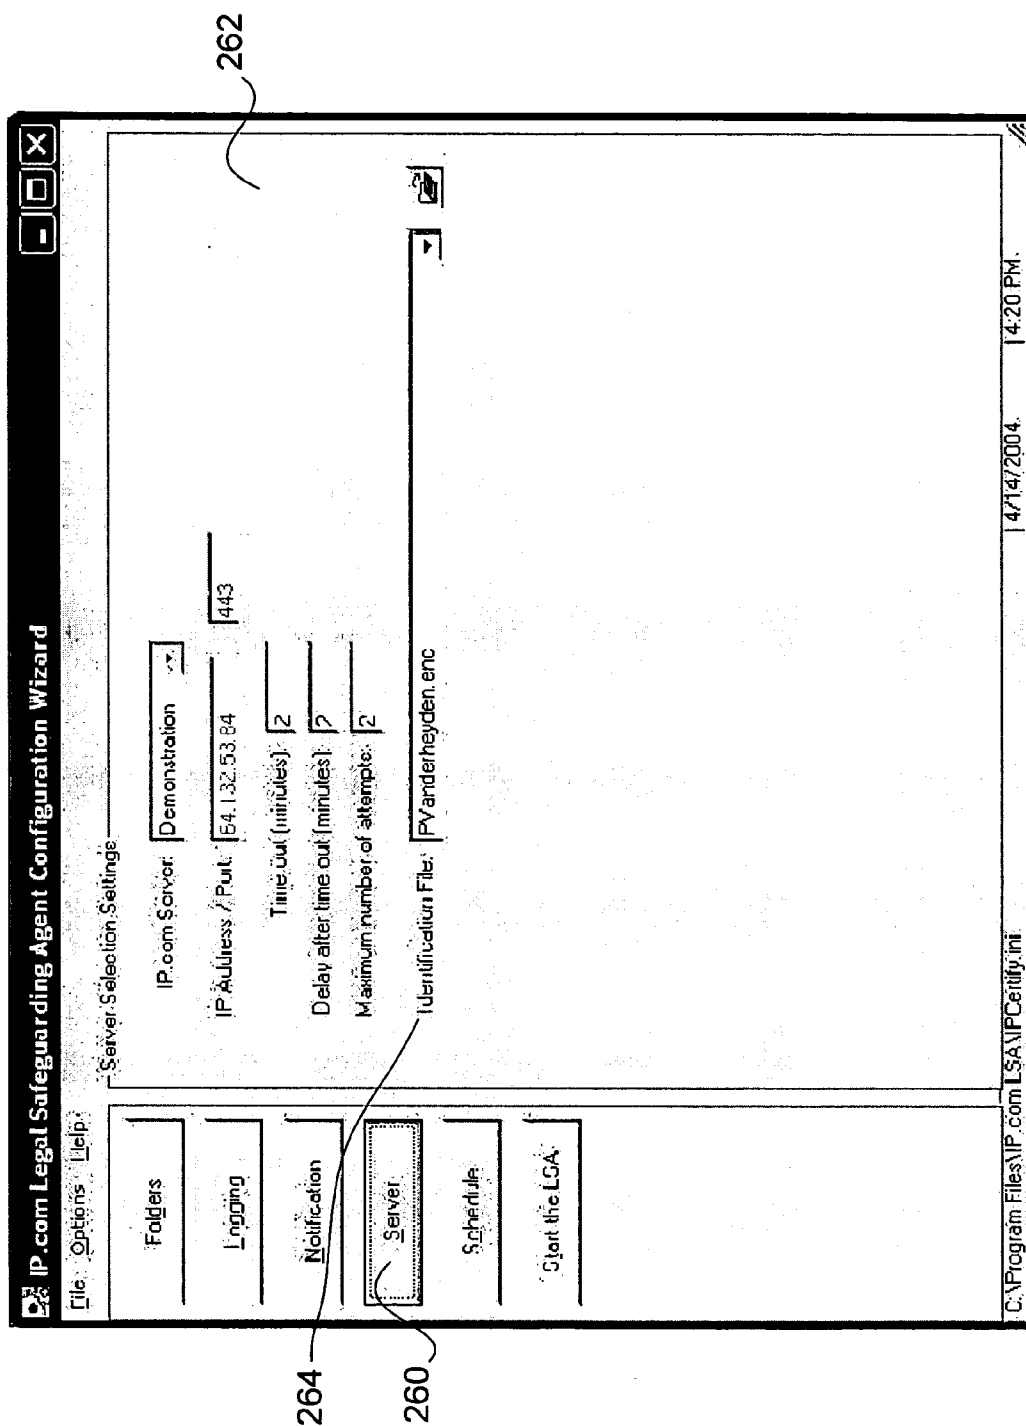 IP.com Legal Safeguarding Agent Configuration Wizard
File Options Help
Folders
Logging
Notification
Server
Schedule
Start the LSA
Server Selection Settings
IP.com Server: Demonstration
IP Address / Port: 64.132.53.84 443
Time out (minutes): 2
Delay after time out (minutes): 2
Maximum number of attempts: 2
Identification File: PVanderheyden.enc
C:\Program Files\IP.com LSA\IPCertify.ini 4/14/2004 4:20 PM
262
264
260